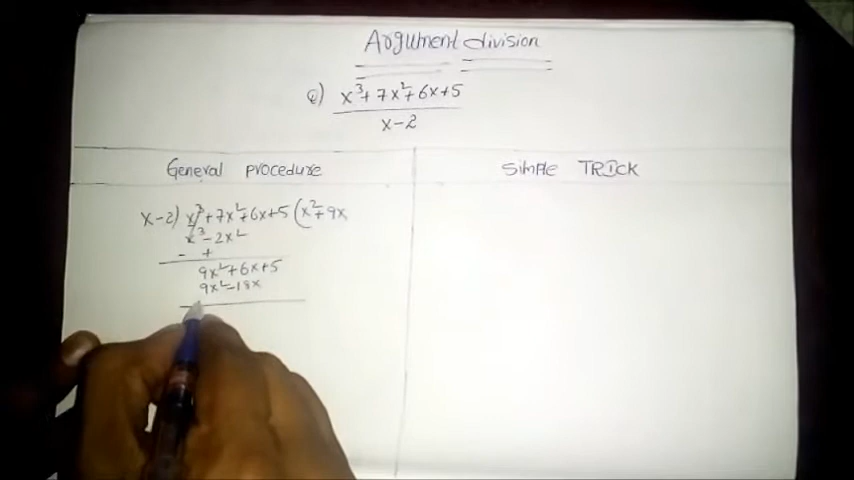 Argument division
Q) x³+7x²+6x+5
x-2
General procedure
x-2) x³+7x²+6x+5 (x²+9x
x³-2x²
- +
9x²+6x+5
9x²-18x
SIMPLE TRICK